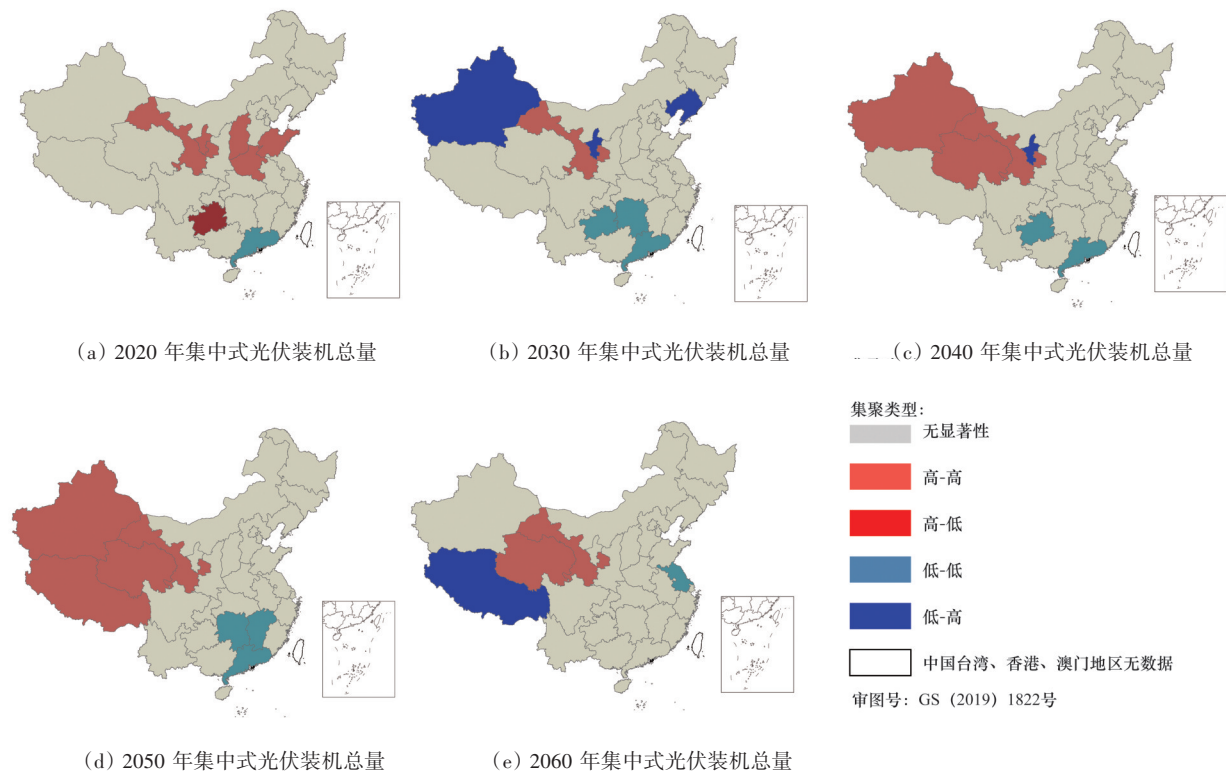 (a) 2020 年集中式光伏装机总量
(b) 2030 年集中式光伏装机总量
(c) 2040 年集中式光伏装机总量
集聚类型:
无显著性
高-高
高-低
低-低
低-高
中国台湾、香港、澳门地区无数据
审图号: GS (2019) 1822号
(d) 2050 年集中式光伏装机总量
(e) 2060 年集中式光伏装机总量